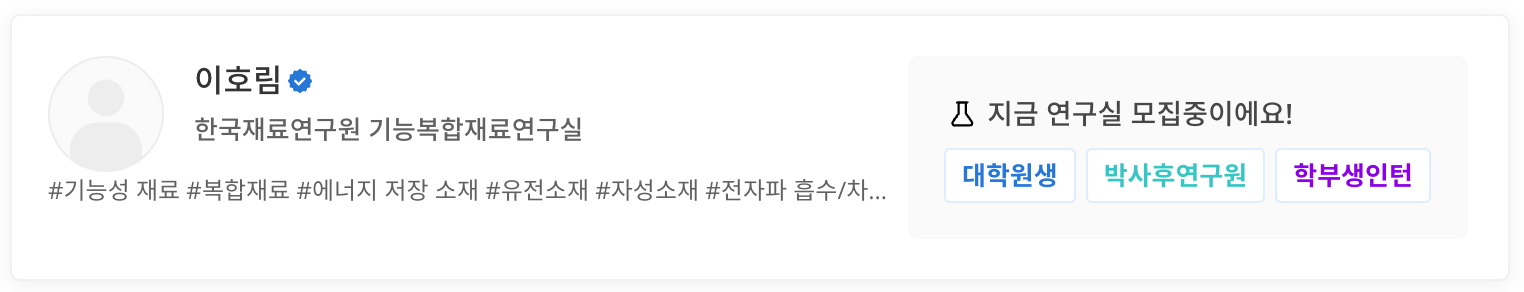 이호림
한국재료연구원 기능복합재료연구실
#기능성 재료 #복합재료 #에너지 저장 소재 #유전소재 #자성소재 #전자파 흡수/차...
지금 연구실 모집중이에요!
대학원생 박사후연구원 학부생인턴